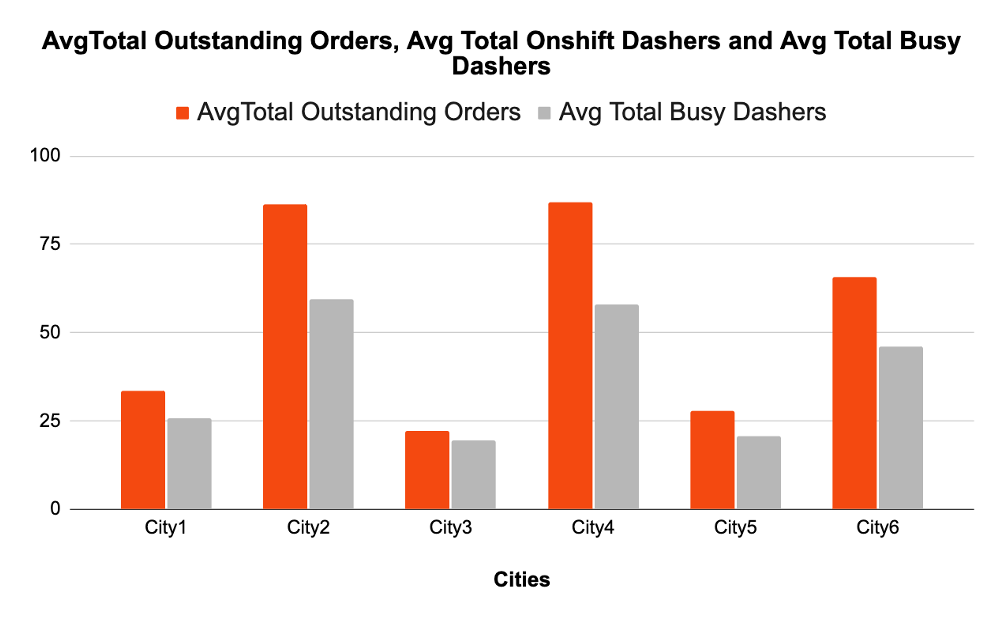 AvgTotal Outstanding Orders, Avg Total Onshift Dashers and Avg Total Busy
Dashers
AvgTotal Outstanding Orders Avg Total Busy Dashers
100
75
50
25
0
City1 City2 City3 City4 City5 City6
Cities